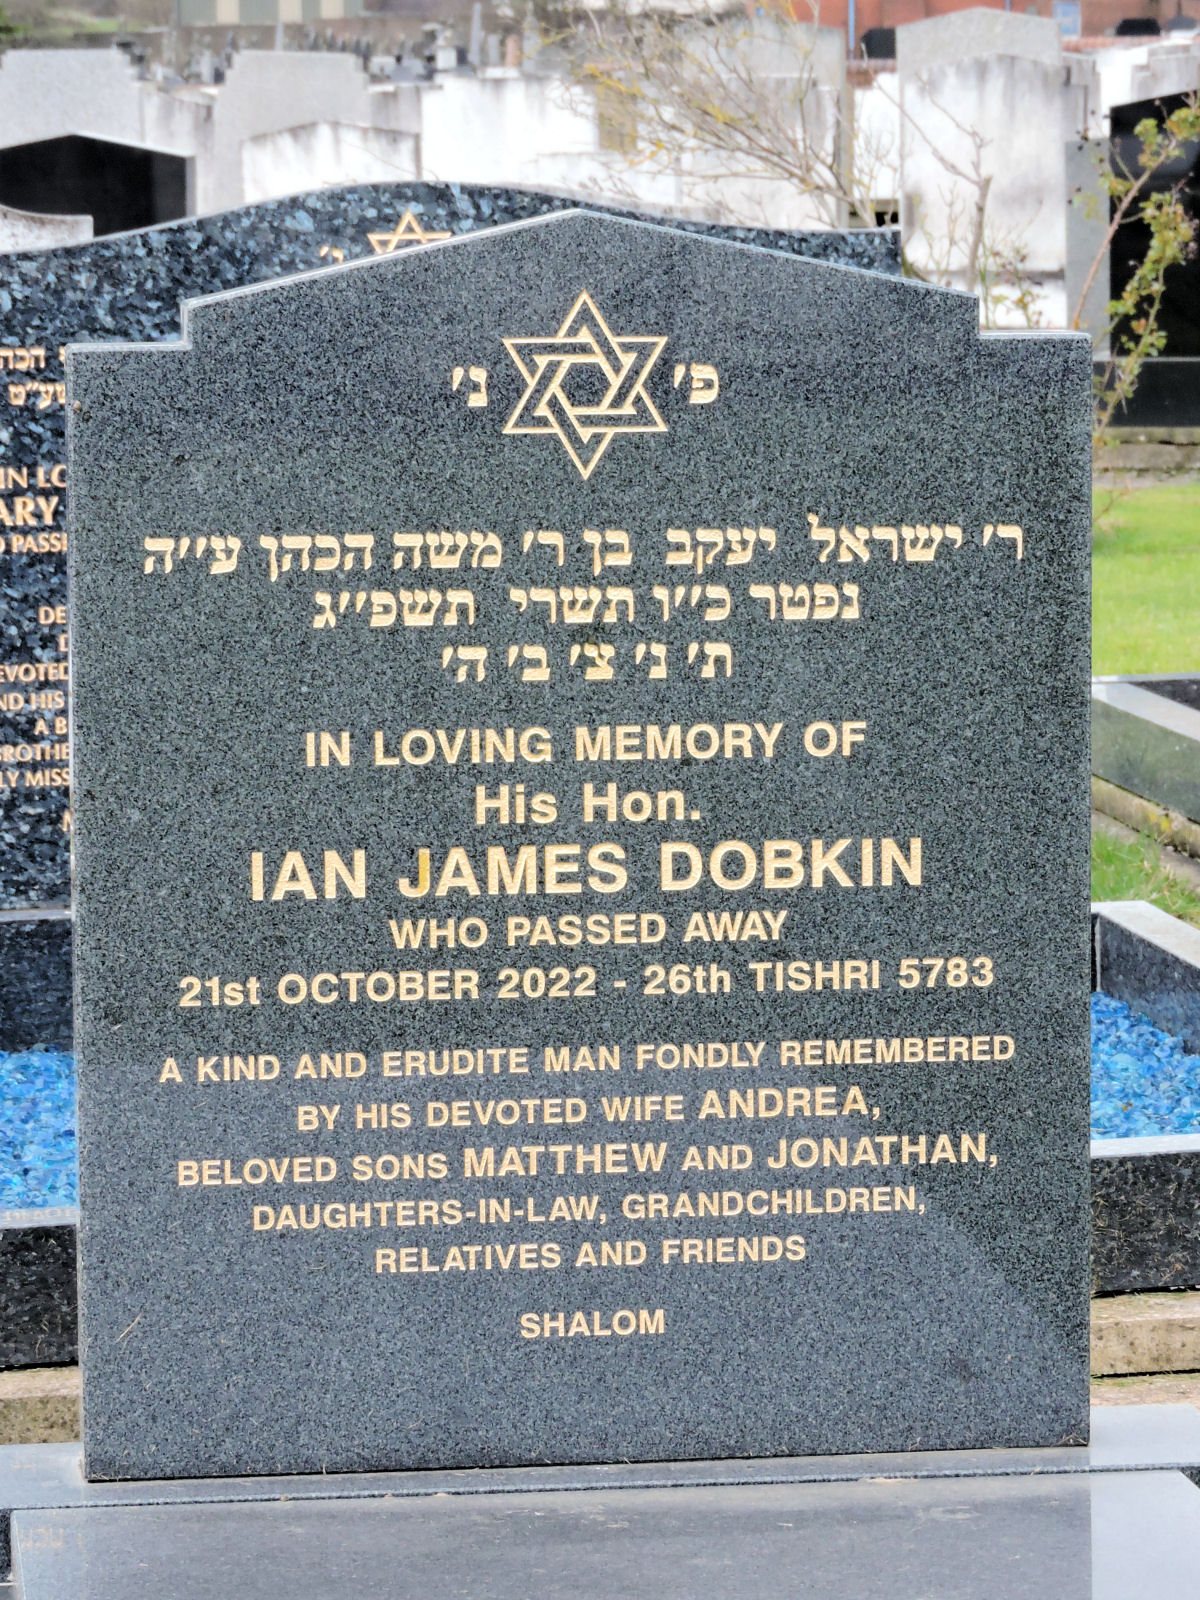 פ׳ נ׳
ר׳ ישראל יעקב בן ר׳ משה הכהן ע״ה
נפטר כ״ו תשרי תשפ״ג
ת׳ נ׳ צ׳ ב׳ ה׳
IN LOVING MEMORY OF
His Hon.
IAN JAMES DOBKIN
WHO PASSED AWAY
21st OCTOBER 2022 - 26th TISHRI 5783
A KIND AND ERUDITE MAN FONDLY REMEMBERED
BY HIS DEVOTED WIFE ANDREA,
BELOVED SONS MATTHEW AND JONATHAN,
DAUGHTERS-IN-LAW, GRANDCHILDREN,
RELATIVES AND FRIENDS
SHALOM